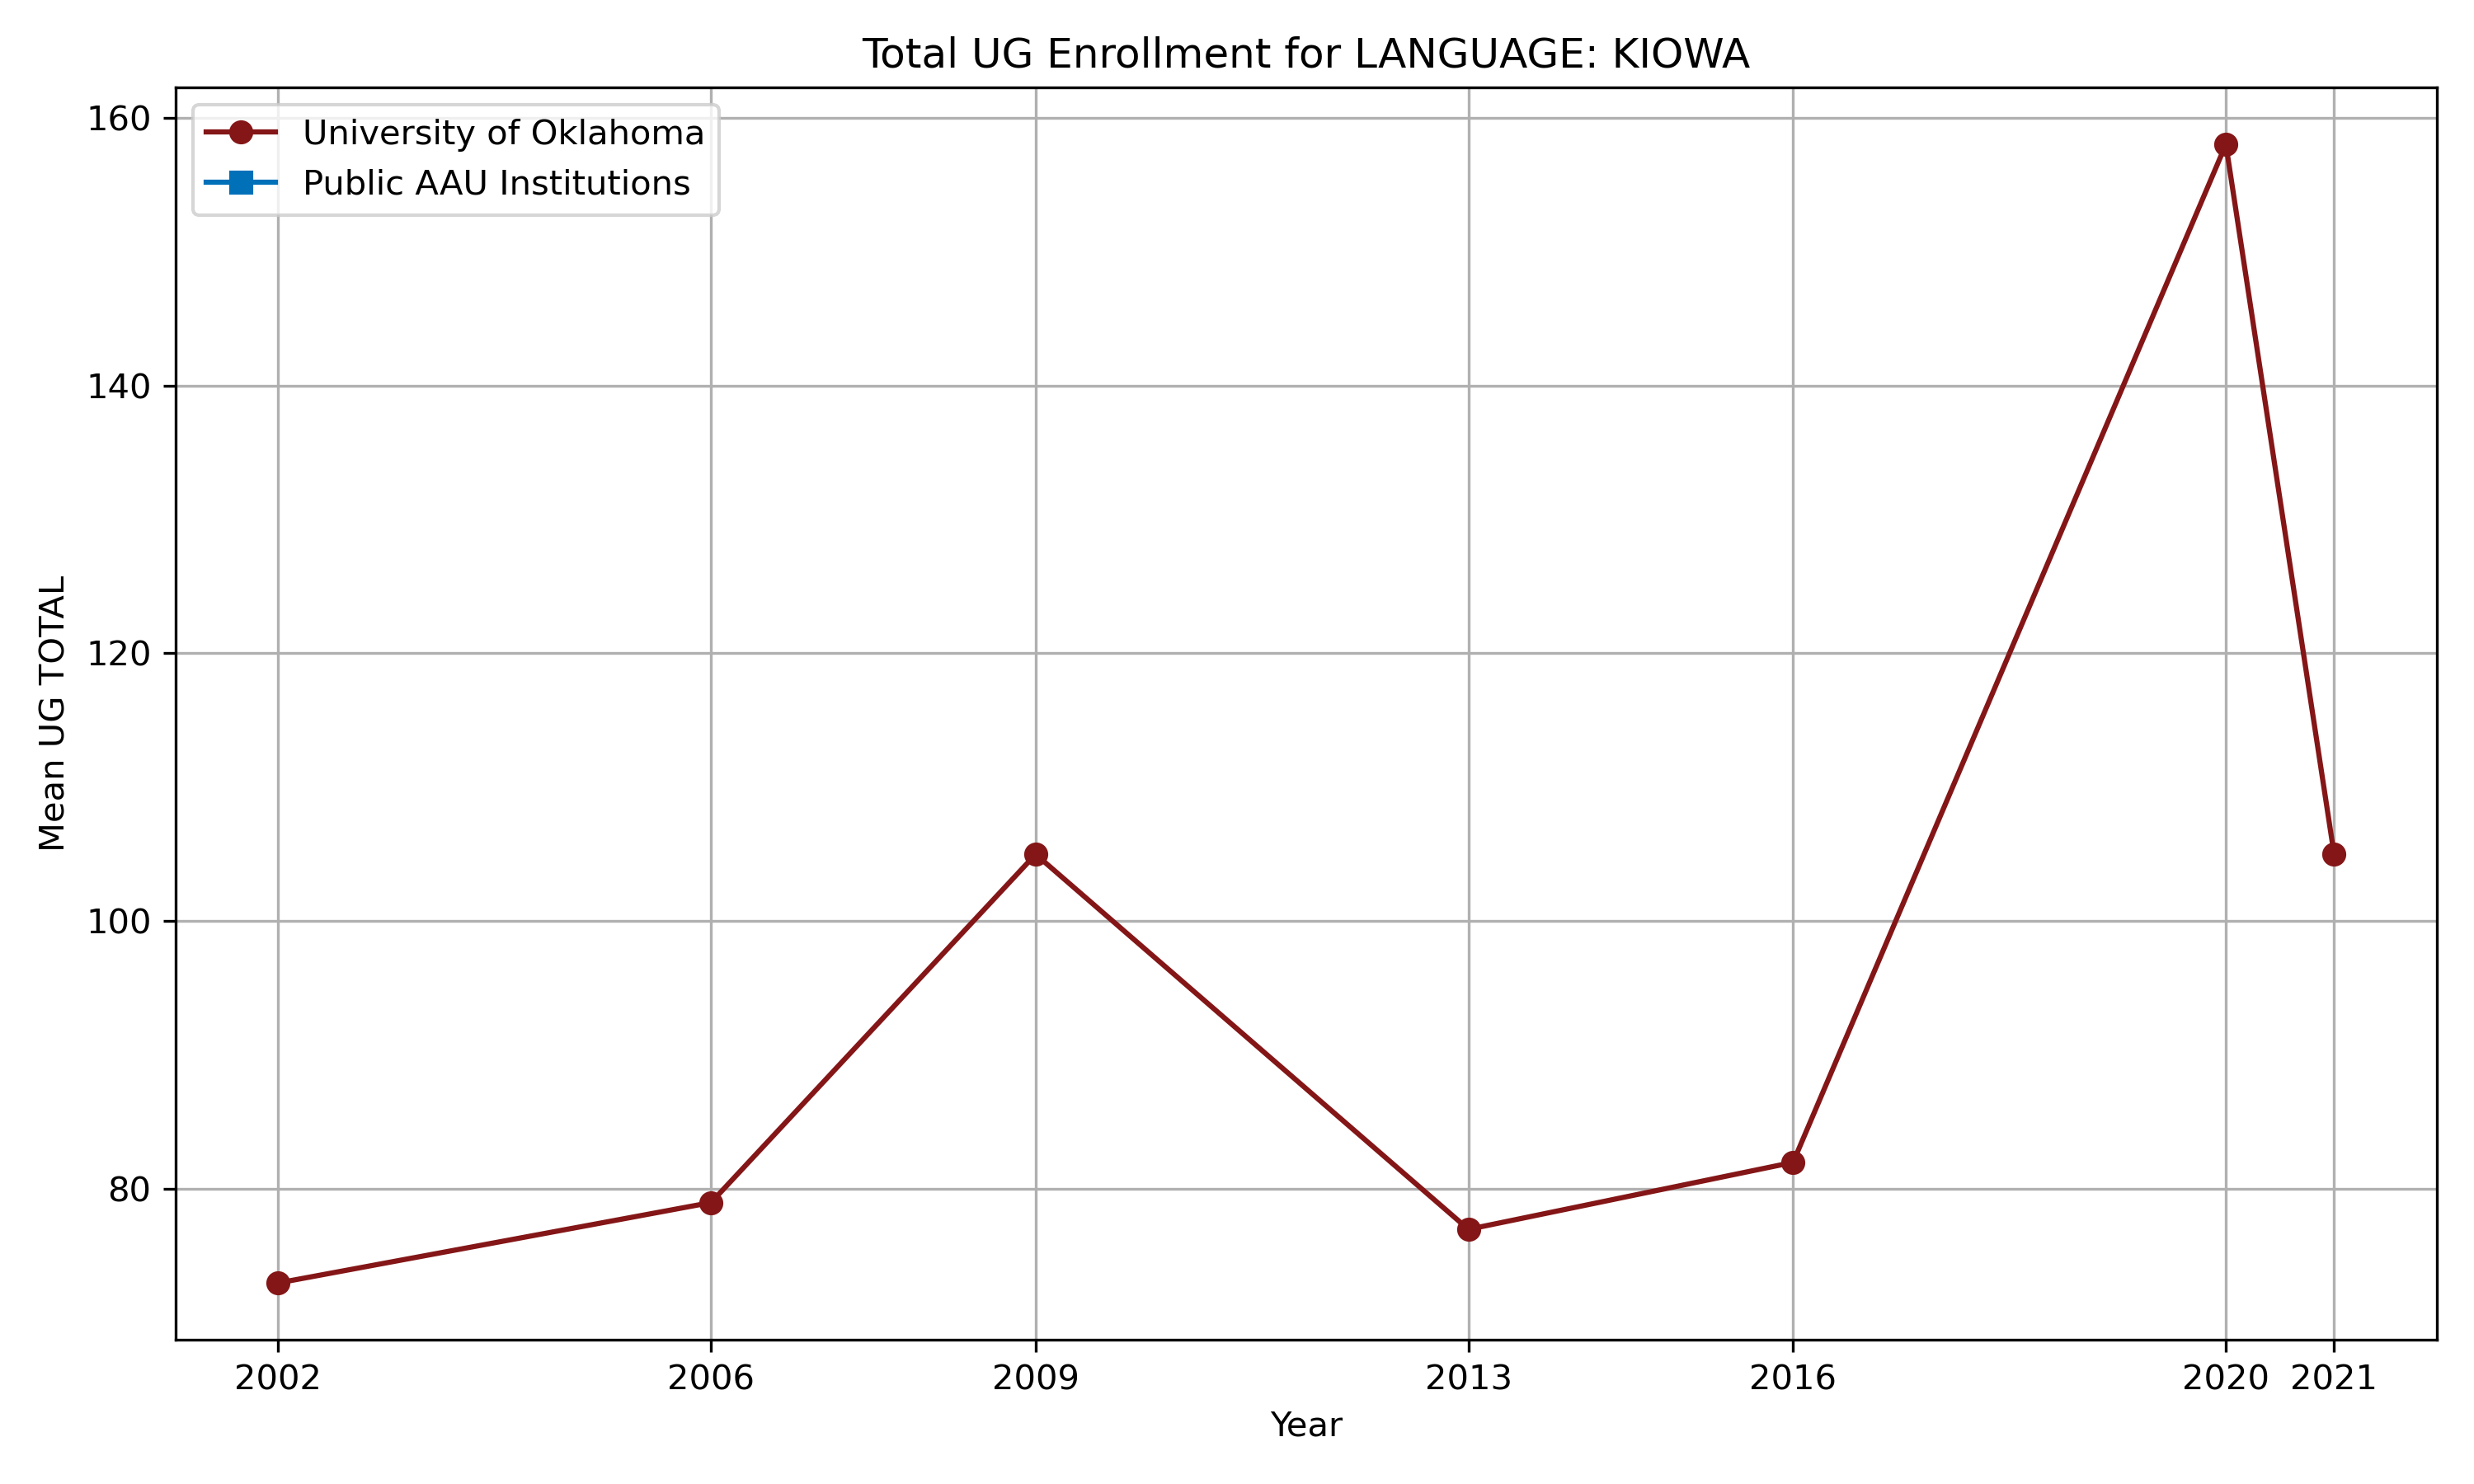 Total UG Enrollment for LANGUAGE: KIOWA
University of Oklahoma
Public AAU Institutions
160
140
120
100
80
Mean UG TOTAL
2002 2006 2009 2013 2016 2020 2021
Year